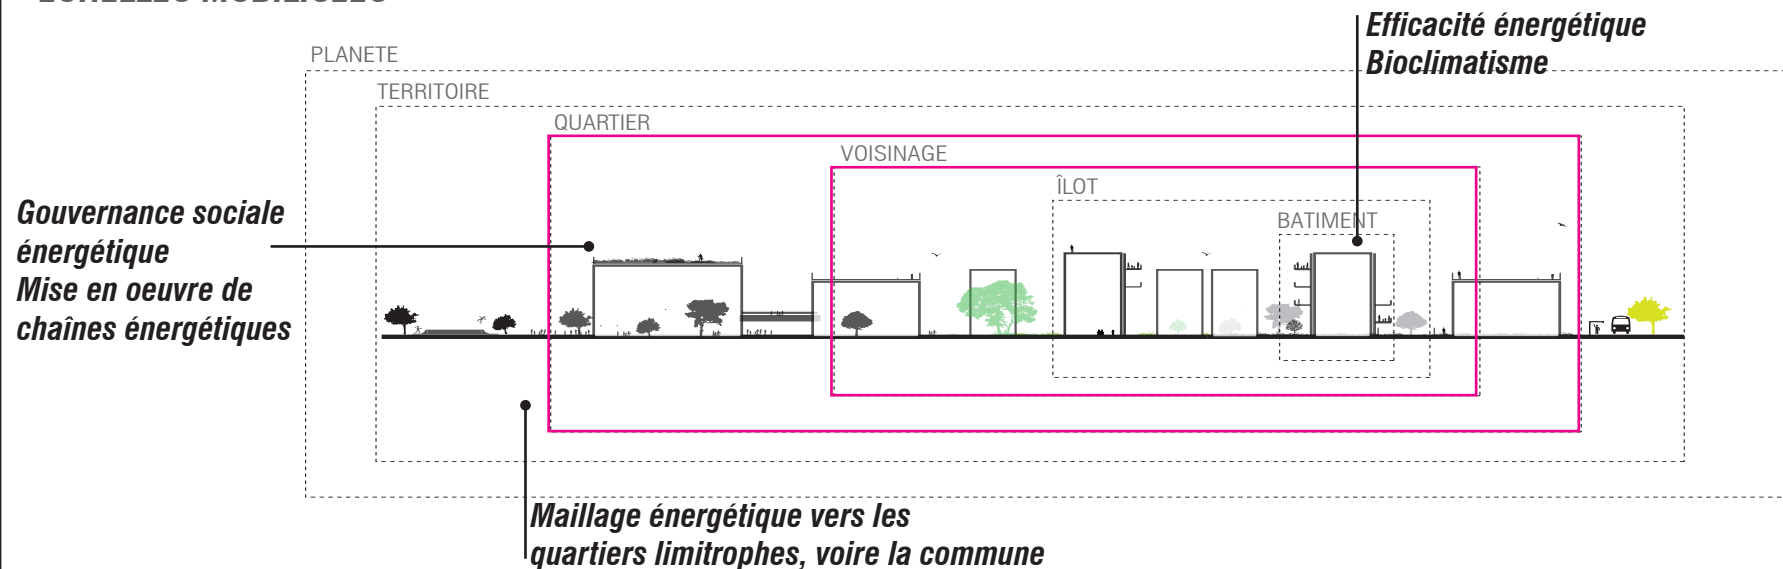 Efficacité énergétique
Bioclimatisme
PLANETE
TERRITOIRE
QUARTIER
VOISINAGE
ÎLOT
BATIMENT
Gouvernance sociale
énergétique
Mise en oeuvre de
chaînes énergétiques
Maillage énergétique vers les
quartiers limitrophes, voire la commune